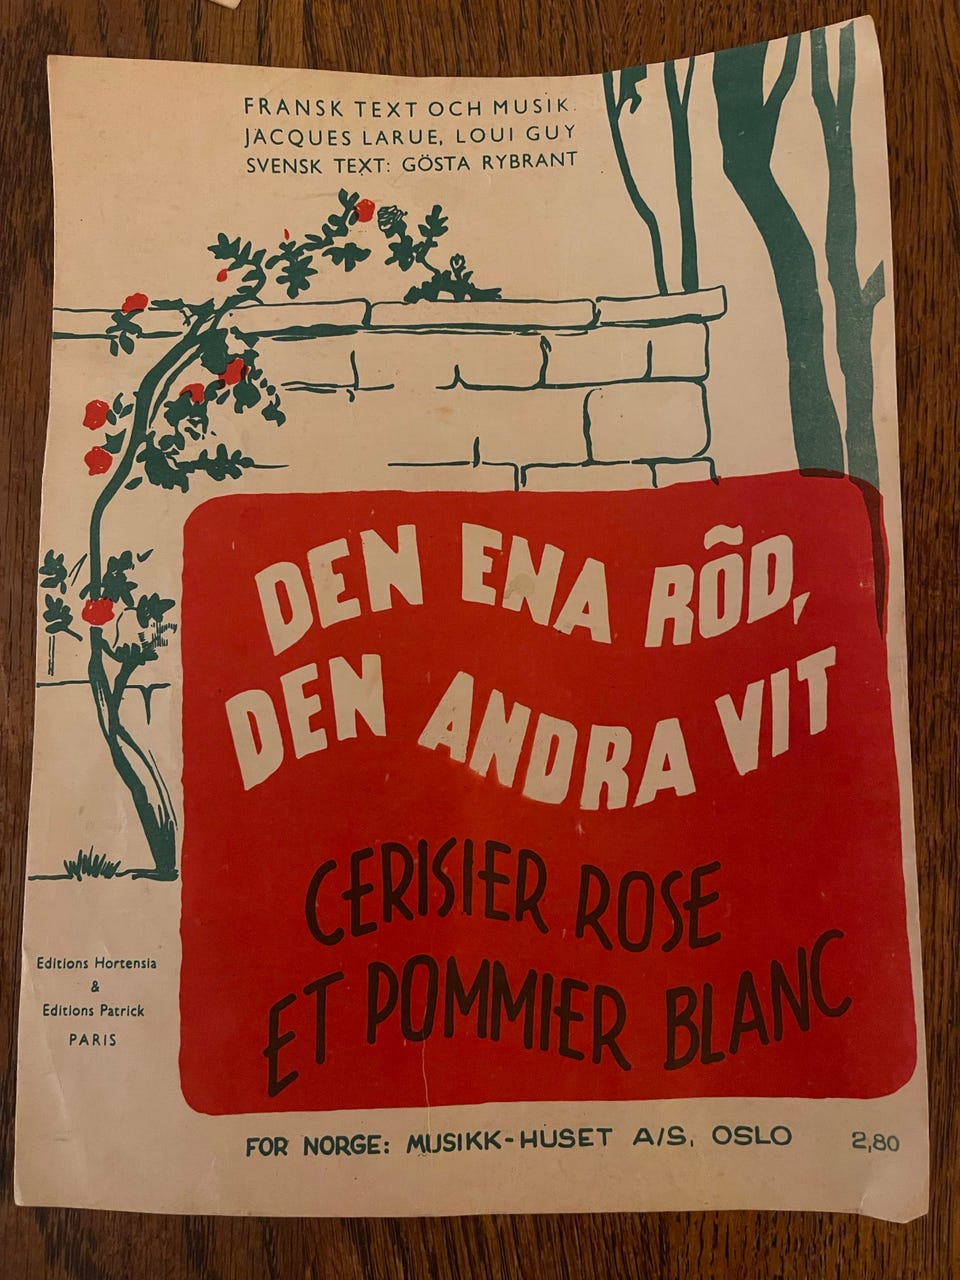 FRANSK TEXT OCH MUSIK.
JACQUES LARUE, LOUI GUY
SVENSK TEXT: GÖSTA RYBRANT
DEN ENA RÕD,
DEN ANDRA VIT
CERISIER ROSE
ET POMMIER BLANC
Editions Hortensia
&
Editions Patrick
PARIS
FOR NORGE: MUSIKK-HUSET A/S, OSLO 2,80